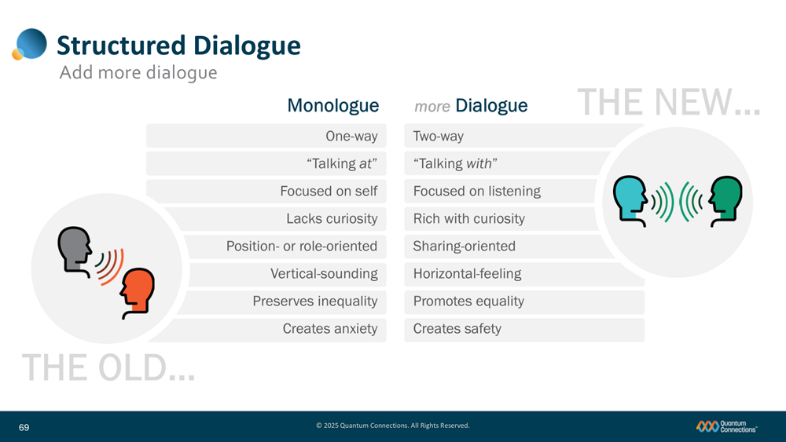 Structured Dialogue
Add more dialogue
THE NEW...
Monologue more Dialogue
One-way Two-way
“Talking at” “Talking with”
Focused on self Focused on listening
Lacks curiosity Rich with curiosity
Position- or role-oriented Sharing-oriented
Vertical-sounding Horizontal-feeling
Preserves inequality Promotes equality
Creates anxiety Creates safety
THE OLD...
69
© 2025 Quantum Connections. All Rights Reserved.
Quantum
Connections™